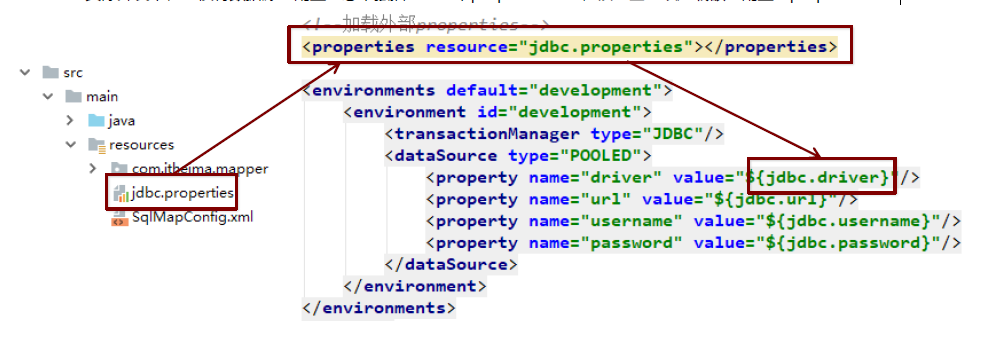 <!--加载外部properties-->
<properties resource="jdbc.properties"></properties>
src
main
java
resources
com.itheima.mapper
jdbc.properties
SqlMapConfig.xml
<environments default="development">
<environment id="development">
<transactionManager type="JDBC"/>
<dataSource type="POOLED">
<property name="driver" value="${jdbc.driver}"/>
<property name="url" value="${jdbc.url}"/>
<property name="username" value="${jdbc.username}"/>
<property name="password" value="${jdbc.password}"/>
</dataSource>
</environment>
</environments>